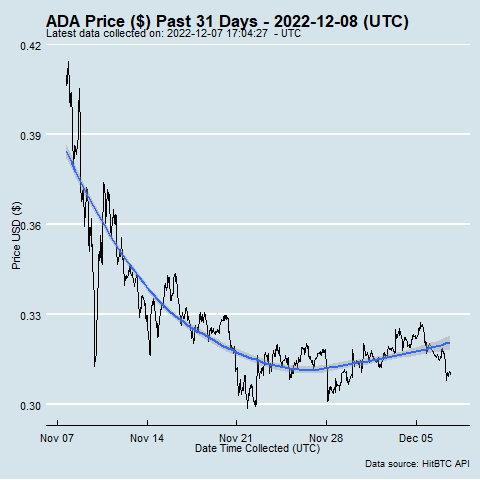 ADA Price ($) Past 31 Days - 2022-12-08 (UTC)
Latest data collected on: 2022-12-07 17:04:27 - UTC
0.42
0.39
0.36
0.33
0.30
Price USD ($)
Nov 07
Nov 14
Nov 21
Nov 28
Dec 05
Date Time Collected (UTC)
Data source: HitBTC API